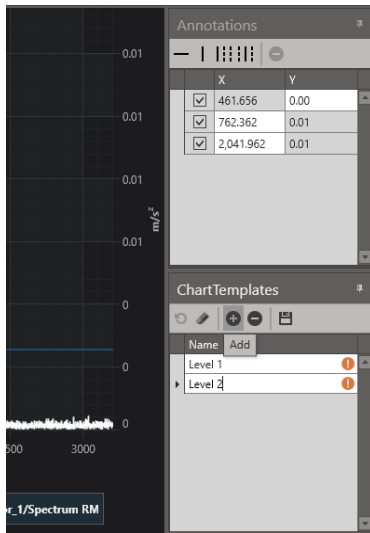 Annotations
X Y
461.656 0.00
762.362 0.01
2,041.962 0.01
0.01
0.01
0.01
0.01
0
0
0
m/s²
500 3000
r_1/Spectrum RM
ChartTemplates
Name Add
Level 1
Level 2